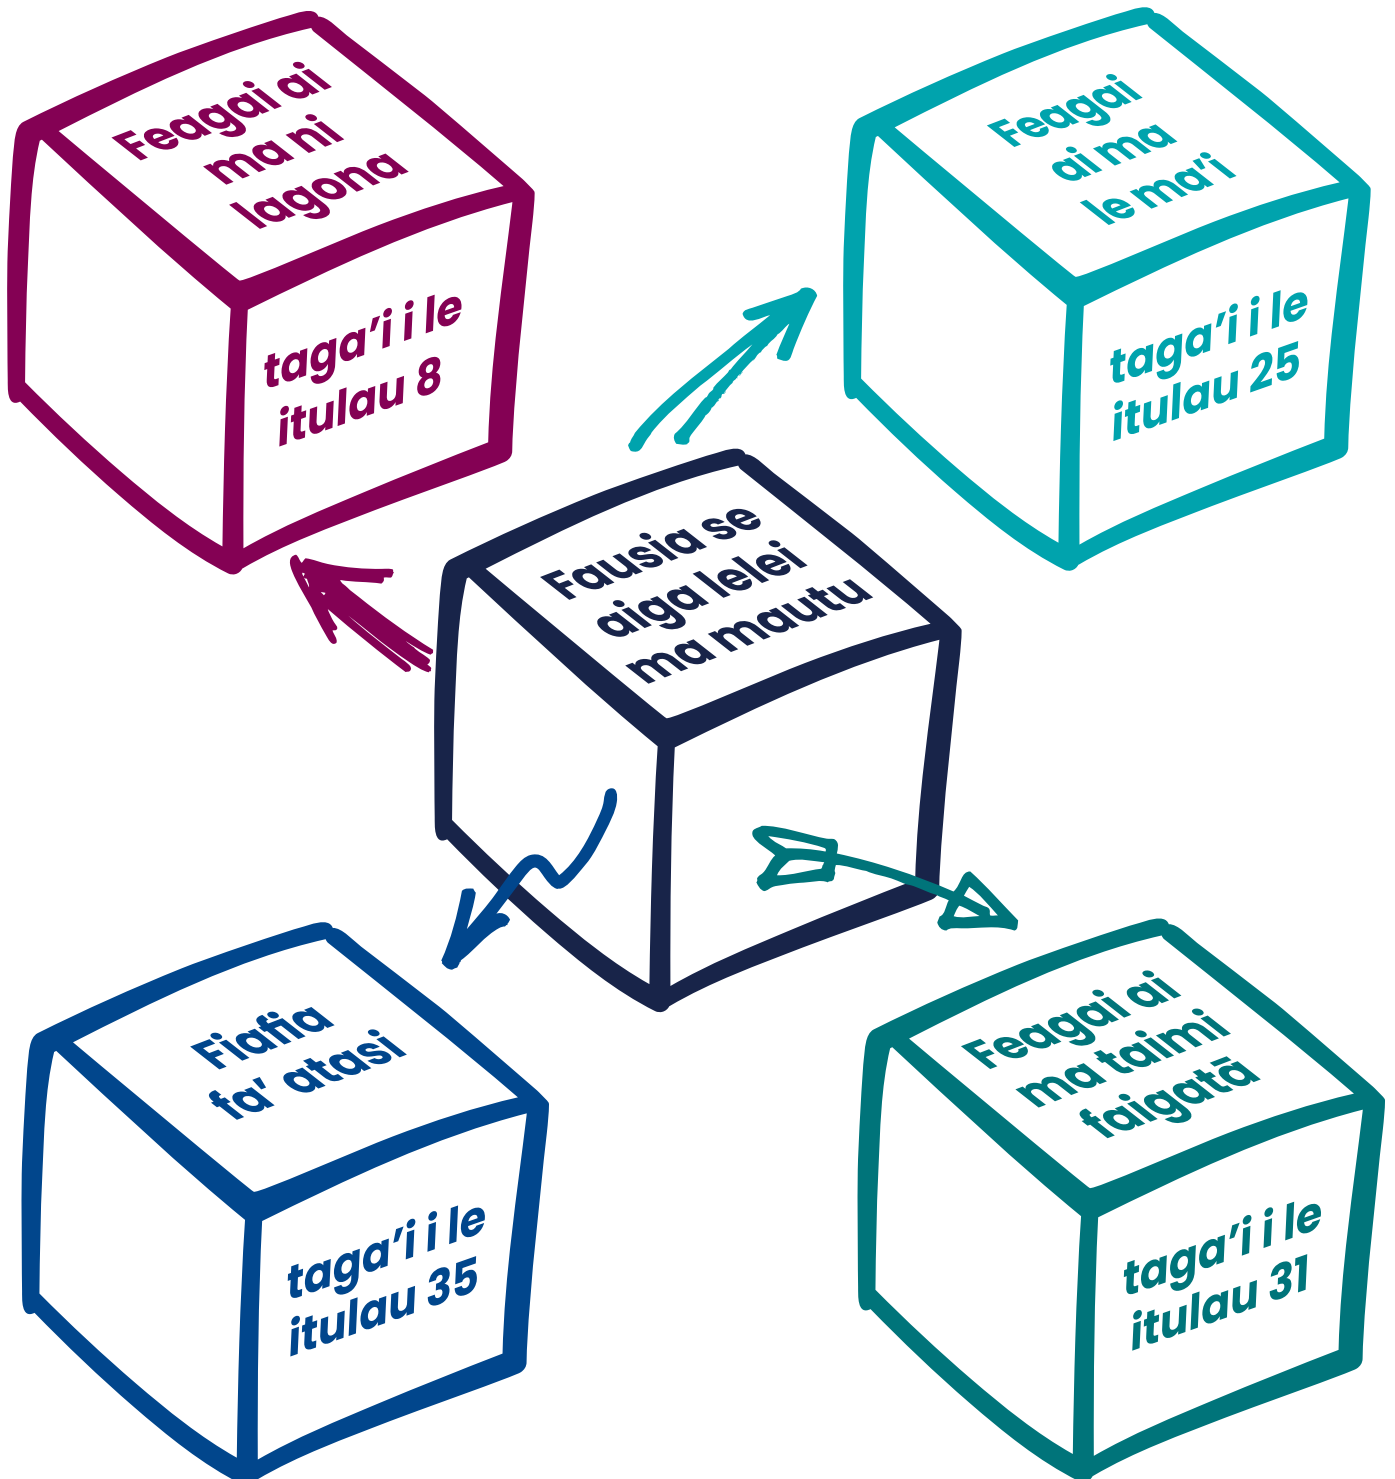 Feagai ai
ma ni
lagona
taga’i i le
itulau 8
Feagai
ai ma
le ma’i
taga’i i le
itulau 25
Fausia se
aiga lelei
ma mautu
Fiafia
fa' atasi
taga’i i le
itulau 35
Feagai ai
ma taimi
faigatā
taga’i i le
itulau 31